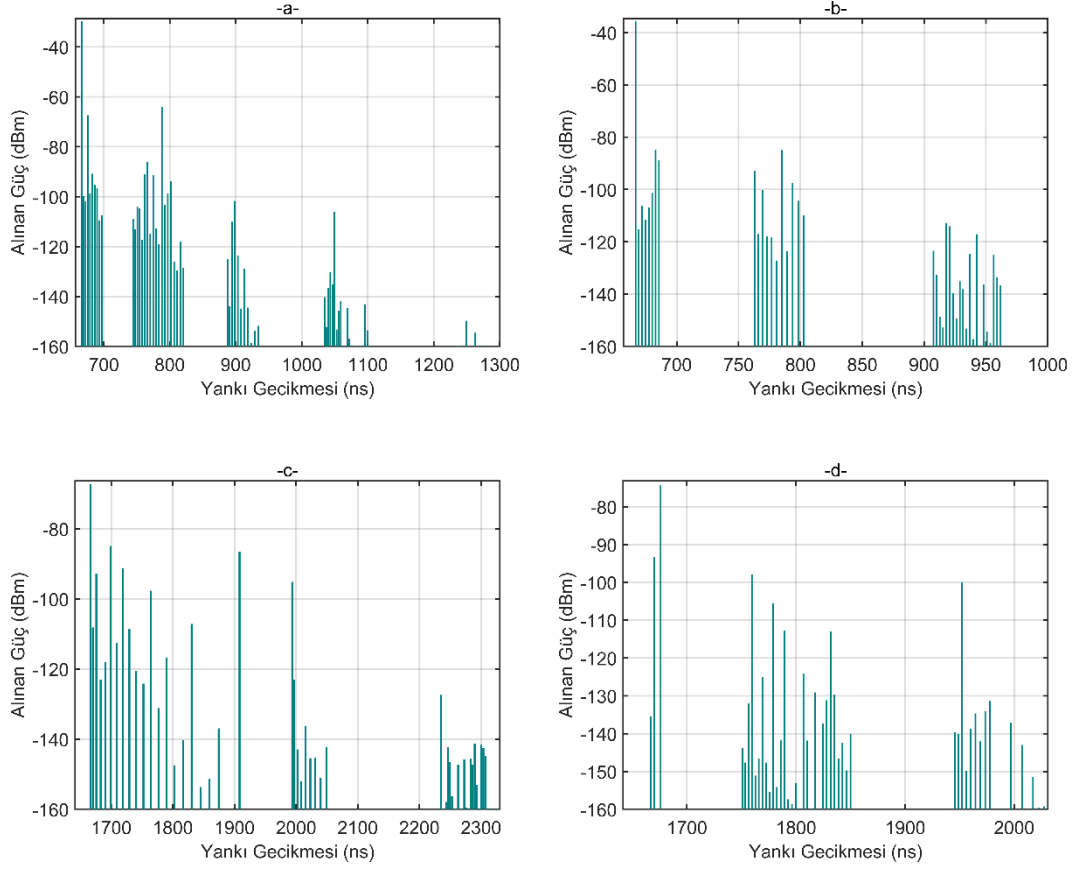 -a-
Alınan Güç (dBm)
-40
-60
-80
-100
-120
-140
-160
700 800 900 1000 1100 1200 1300
Yankı Gecikmesi (ns)
-b-
Alınan Güç (dBm)
-40
-60
-80
-100
-120
-140
-160
700 750 800 850 900 950 1000
Yankı Gecikmesi (ns)
-c-
Alınan Güç (dBm)
-80
-100
-120
-140
-160
1700 1800 1900 2000 2100 2200 2300
Yankı Gecikmesi (ns)
-d-
Alınan Güç (dBm)
-80
-90
-100
-110
-120
-130
-140
-150
-160
1700 1800 1900 2000
Yankı Gecikmesi (ns)